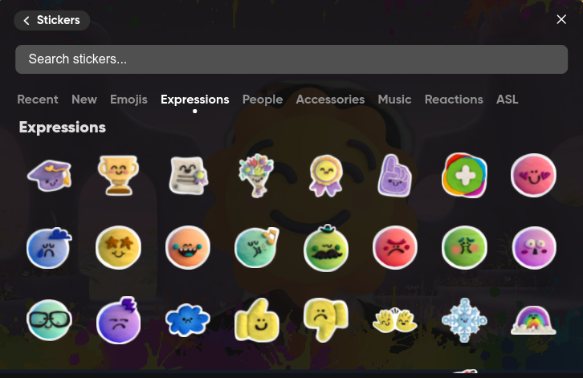 Stickers
Search stickers...
Recent New Emojis Expressions People Accessories Music Reactions ASL
Expressions